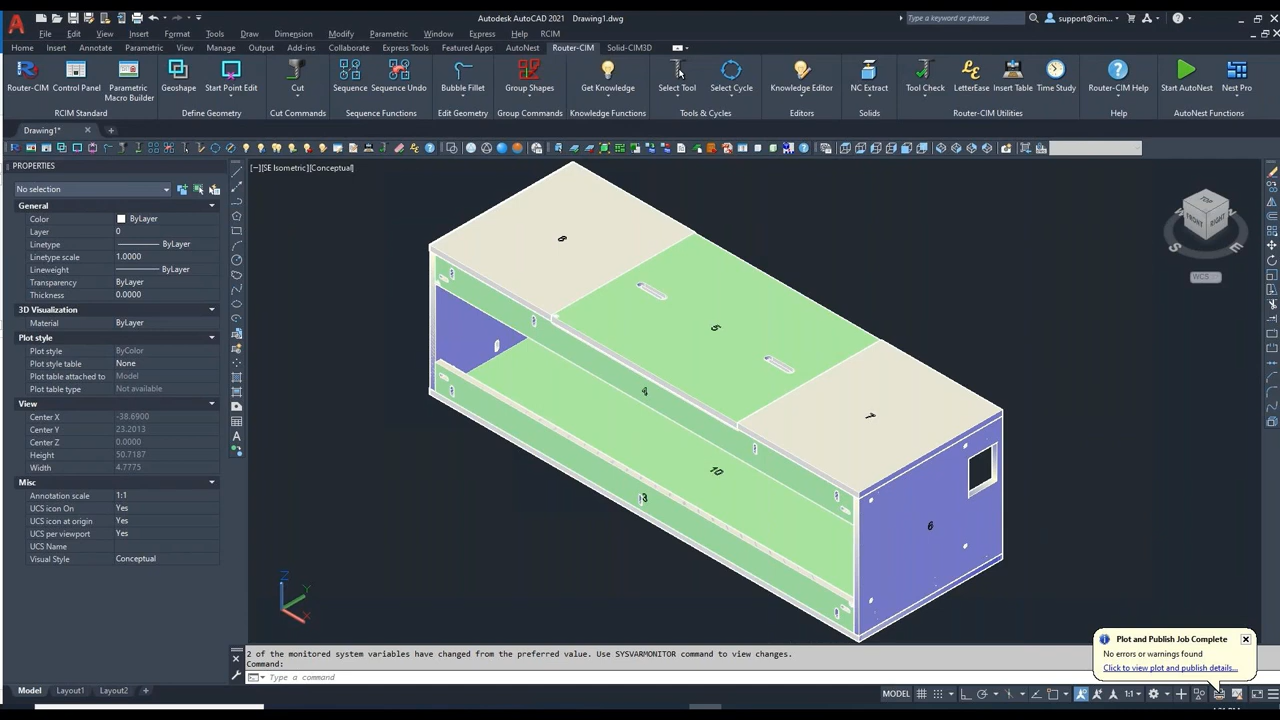 Autodesk AutoCAD 2021 Drawing1.dwg
Type a keyword or phrase
support@cim...
File Edit View Insert Format Tools Draw Dimension Modify Parametric Window Express Help RCIM
Home Insert Annotate Parametric View Manage Output Add-ins Collaborate Express Tools Featured Apps AutoNest Router-CIM Solid-CIM3D
Router-CIM Control Panel Parametric Macro Builder Geoshape Start Point Edit Cut Sequence Sequence Undo Bubble Fillet Group Shapes Get Knowledge Select Tool Select Cycle Knowledge Editor NC Extract Tool Check LetterEase Insert Table Time Study Router-CIM Help Start AutoNest Nest Pro
RCIM Standard Define Geometry Cut Commands Sequence Functions Edit Geometry Group Commands Knowledge Functions Tools & Cycles Editors Solids Router-CIM Utilities Help AutoNest Functions
Drawing1*
PROPERTIES
No selection
General
Color ByLayer
Layer 0
Linetype ByLayer
Linetype scale 1.0000
Lineweight ByLayer
Transparency ByLayer
Thickness 0.0000
3D Visualization
Material ByLayer
Plot style
Plot style ByColor
Plot style table None
Plot table attached to Model
Plot table type Not available
View
Center X -38.6900
Center Y 23.2013
Center Z 0.0000
Height 50.7187
Width 4.7775
Misc
Annotation scale 1:1
UCS icon On Yes
UCS icon at origin Yes
UCS per viewport Yes
UCS Name
Visual Style Conceptual
[−][SE Isometric][Conceptual]
TOP
FRONT RIGHT
W
S E
WCS
8
5
4
7
10
3
6
Z
Y
X
2 of the monitored system variables have changed from the preferred value. Use SYSVARMONITOR command to view changes.
Command:
Type a command
Plot and Publish Job Complete
No errors or warnings found
Click to view plot and publish details...
Model Layout1 Layout2
MODEL
1:1